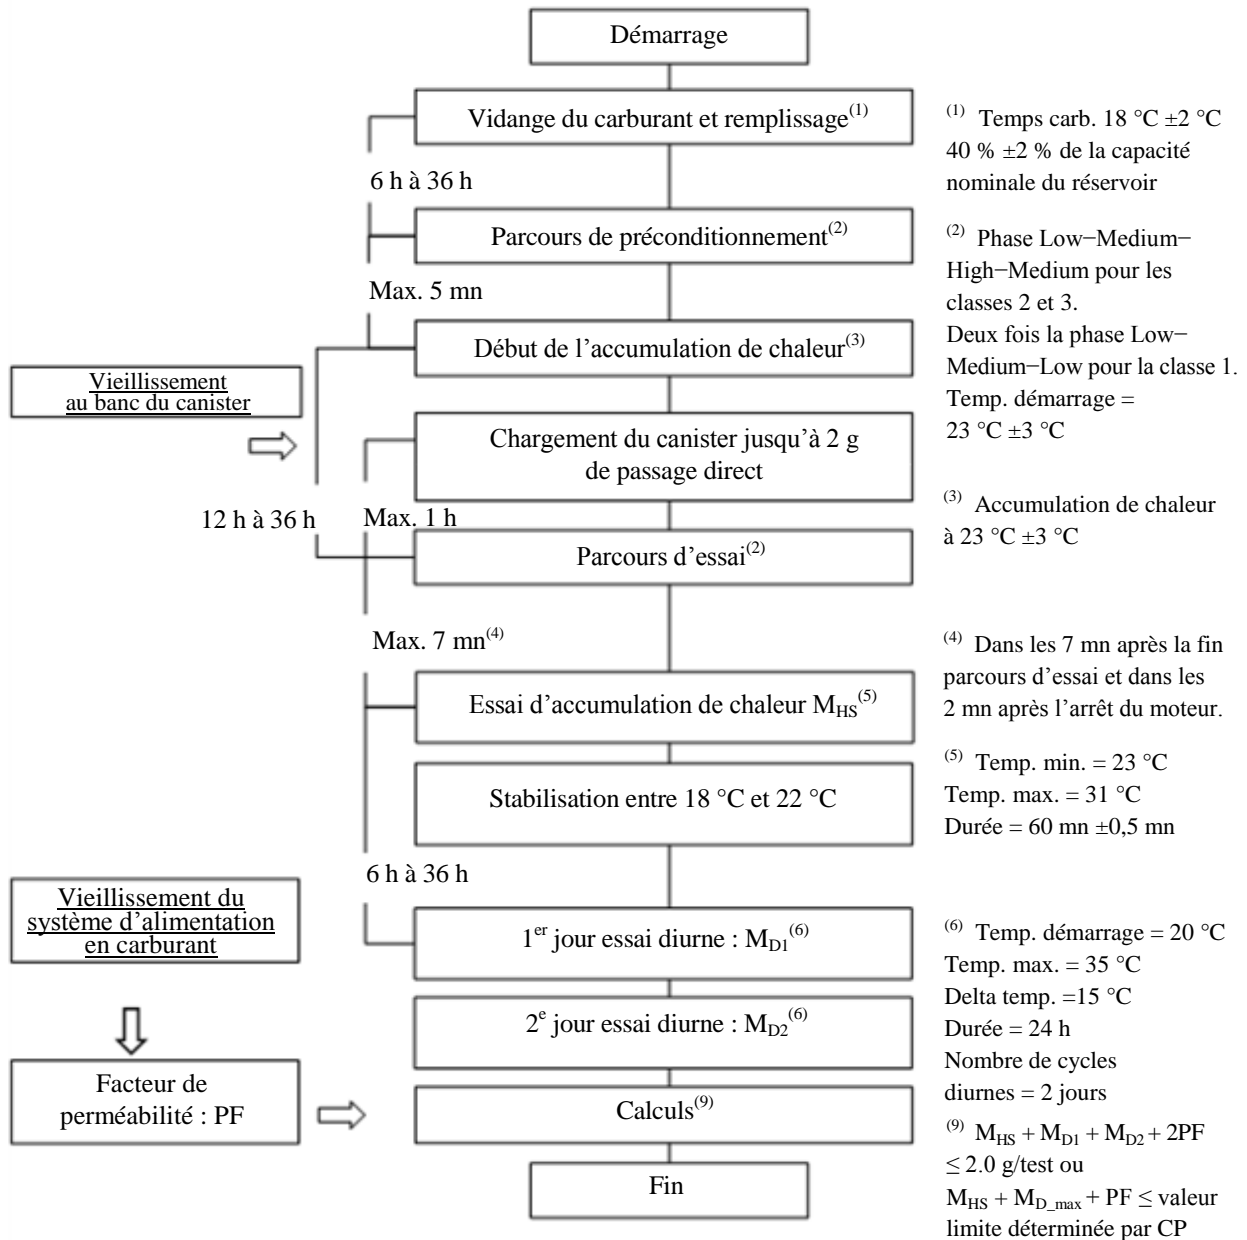 Démarrage
Vidange du carburant et remplissage(1)
6 h à 36 h
Parcours de préconditionnement(2)
Max. 5 mn
Début de l’accumulation de chaleur(3)
Vieillissement
au banc du canister
Chargement du canister jusqu’à 2 g
de passage direct
12 h à 36 h
Max. 1 h
Parcours d’essai(2)
Max. 7 mn(4)
Essai d’accumulation de chaleur MHS(5)
Stabilisation entre 18 °C et 22 °C
6 h à 36 h
Vieillissement du
système d’alimentation
en carburant
1er jour essai diurne : MD1(6)
2e jour essai diurne : MD2(6)
Facteur de
perméabilité : PF
Calculs(9)
Fin
(1) Temps carb. 18 °C ±2 °C
40 % ±2 % de la capacité
nominale du réservoir
(2) Phase Low−Medium−
High−Medium pour les
classes 2 et 3.
Deux fois la phase Low−
Medium−Low pour la classe 1.
Temp. démarrage =
23 °C ±3 °C
(3) Accumulation de chaleur
à 23 °C ±3 °C
(4) Dans les 7 mn après la fin
parcours d’essai et dans les
2 mn après l’arrêt du moteur.
(5) Temp. min. = 23 °C
Temp. max. = 31 °C
Durée = 60 mn ±0,5 mn
(6) Temp. démarrage = 20 °C
Temp. max. = 35 °C
Delta temp. =15 °C
Durée = 24 h
Nombre de cycles
diurnes = 2 jours
(9) MHS + MD1 + MD2 + 2PF
≤ 2.0 g/test ou
MHS + MD_max + PF ≤ valeur
limite déterminée par CP